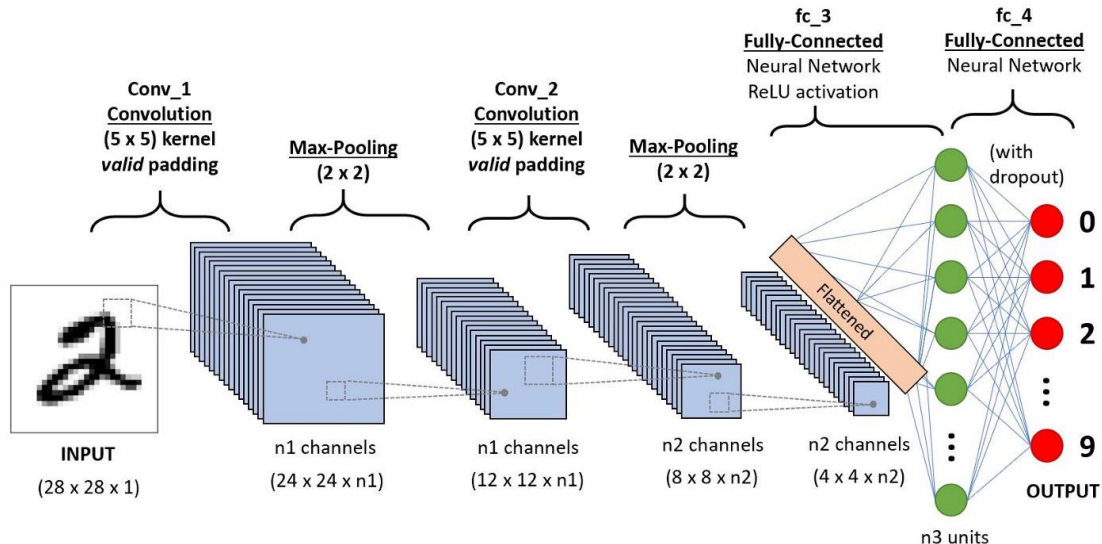 Conv_1
Convolution
(5 x 5) kernel
valid padding
Max-Pooling
(2 x 2)
Conv_2
Convolution
(5 x 5) kernel
valid padding
Max-Pooling
(2 x 2)
fc_3
Fully-Connected
Neural Network
ReLU activation
fc_4
Fully-Connected
Neural Network
(with
dropout)
2
INPUT
(28 x 28 x 1)
n1 channels
(24 x 24 x n1)
n1 channels
(12 x 12 x n1)
n2 channels
(8 x 8 x n2)
n2 channels
(4 x 4 x n2)
Flattened
n3 units
0
1
2
9
OUTPUT